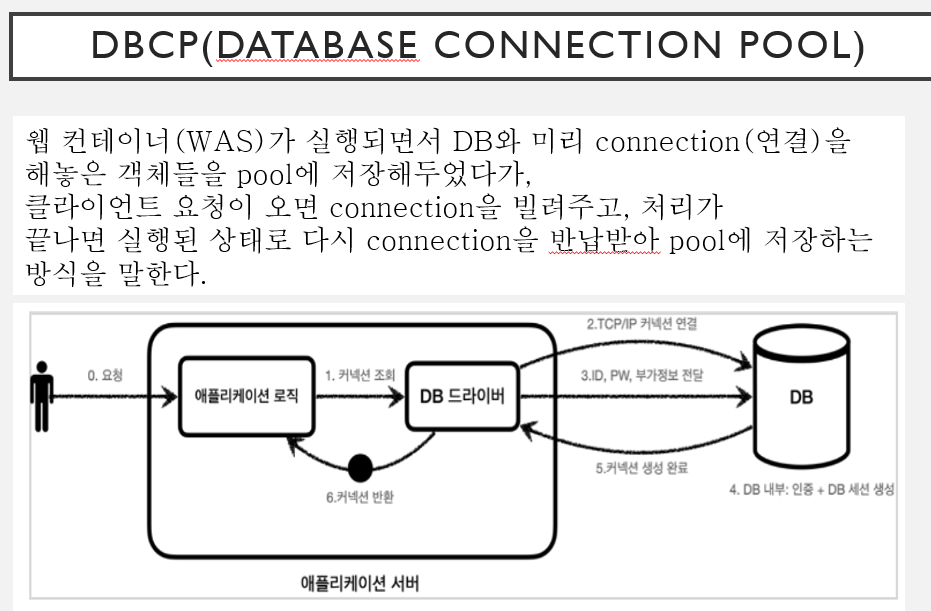 DBCP(DATABASE CONNECTION POOL)
웹 컨테이너(WAS)가 실행되면서 DB와 미리 connection(연결)을
해놓은 객체들을 pool에 저장해두었다가,
클라이언트 요청이 오면 connection을 빌려주고, 처리가
끝나면 실행된 상태로 다시 connection을 반납받아 pool에 저장하는
방식을 말한다.
2.TCP/IP 커넥션 연결
0. 요청
애플리케이션 로직
1. 커넥션 조회
DB 드라이버
3.ID, PW, 부가정보 전달
DB
5.커넥션 생성 완료
4. DB 내부: 인증 + DB 세션 생성
6.커넥션 반환
애플리케이션 서버